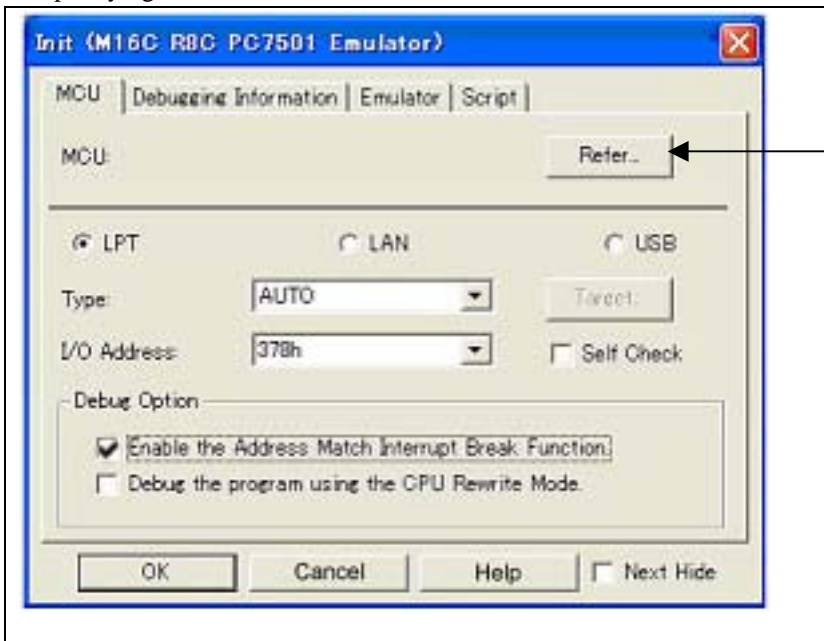 Init (M16C R8C PC7501 Emulator)
MCU Debugging Information Emulator Script
MCU: Refer...
LPT LAN USB
Type: AUTO Target.
I/O Address: 378h Self Check
Debug Option
Enable the Address Match Interrupt Break Function.
Debug the program using the CPU Rewrite Mode.
OK Cancel Help Next Hide